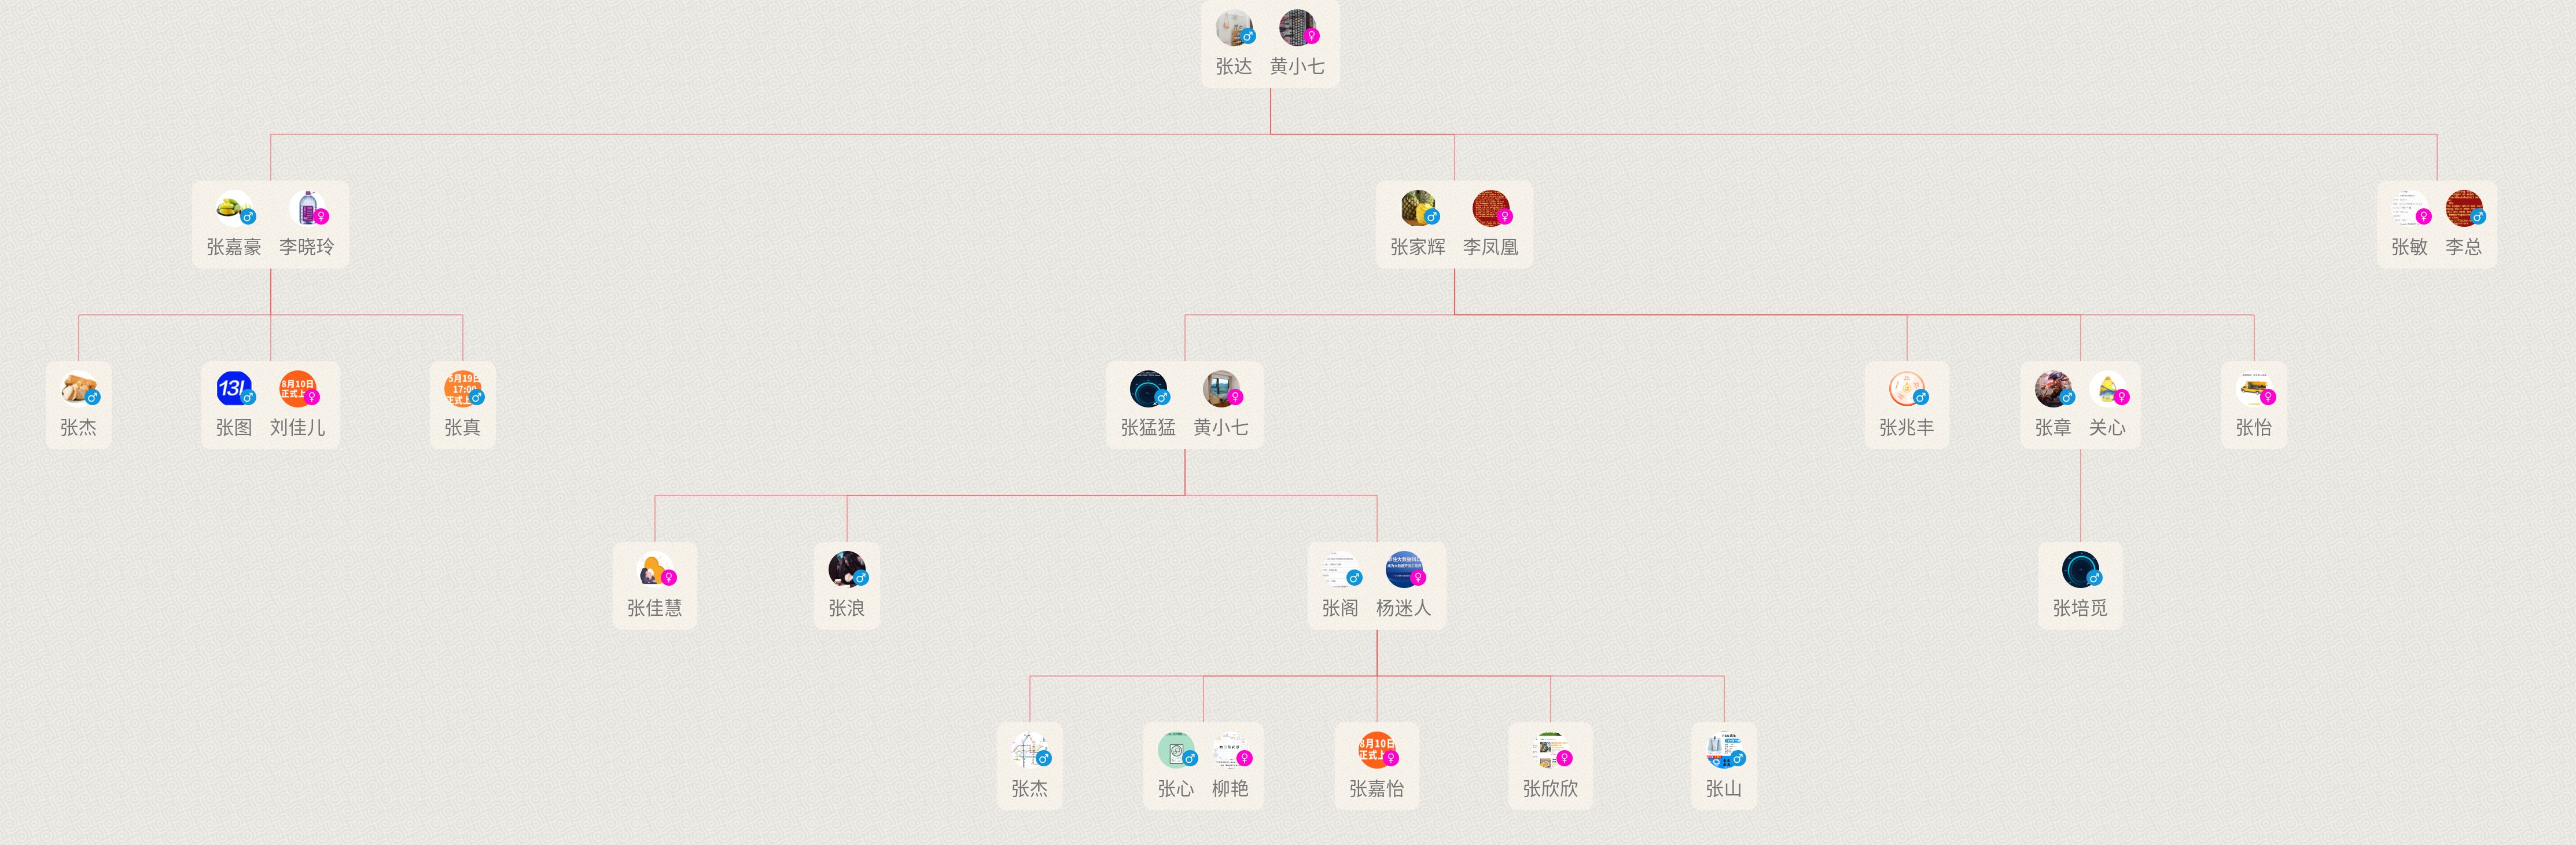 张达 黄小七
张嘉豪 李晓玲
张家辉 李凤凰
张敏 李总
13l
8月10日
正式上
5月19日
17:00
正式上
张杰
张图 刘佳儿
张真
张猛猛 黄小七
张兆丰
张章 关心
张怡
张佳慧
张浪
张阁 杨迷人
张培觅
8月10日
正式上
张杰
张心 柳艳
张嘉怡
张欣欣
张山